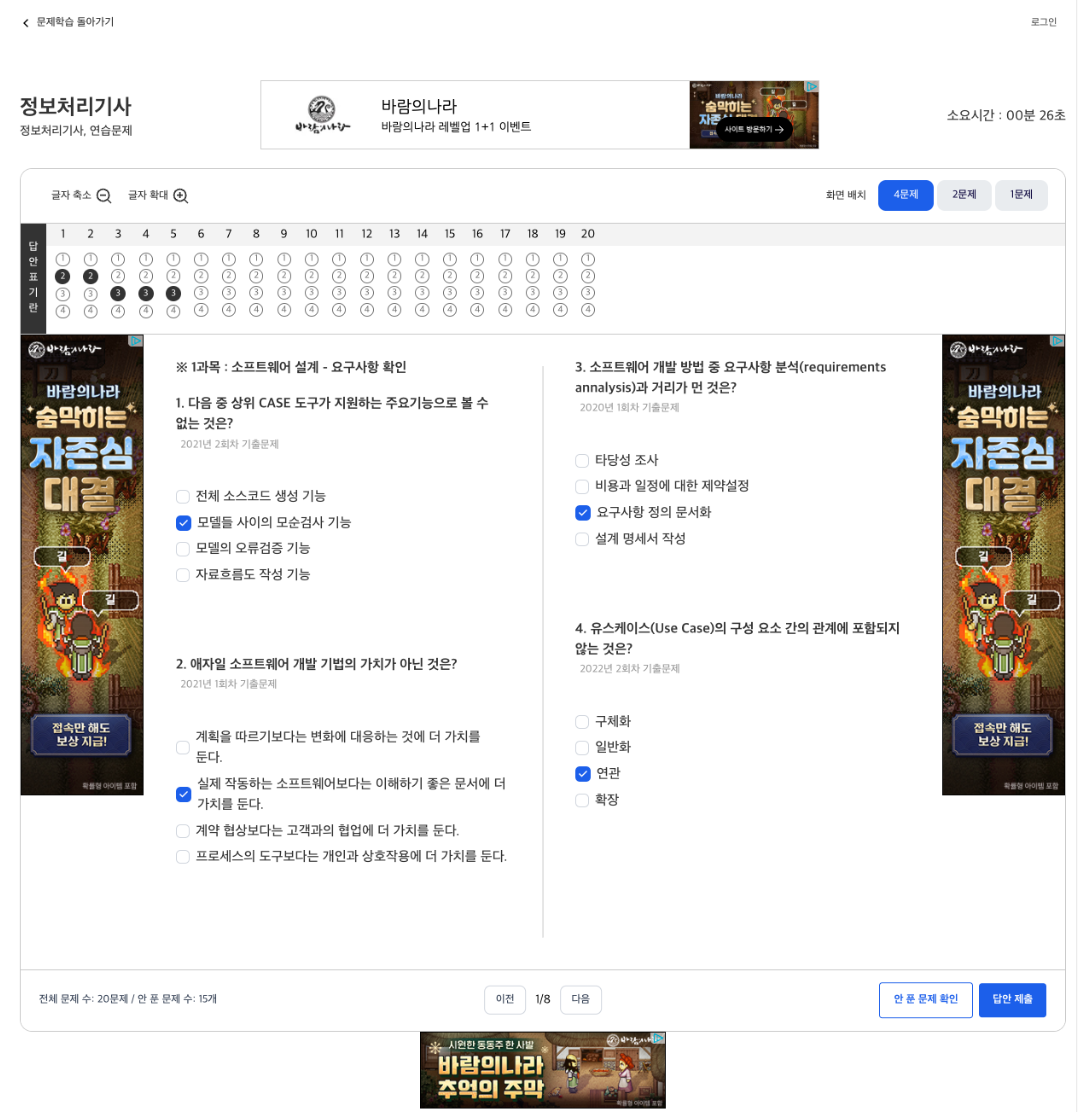 문제학습 돌아가기
로그인
정보처리기사
정보처리기사, 연습문제
바람의나라
바람의나라
바람의나라 레벨업 1+1 이벤트
숨막히는
사이트 방문하기 →
소요시간 : 00분 26초
글자 축소
글자 확대
화면 배치
4문제
2문제
1문제
답안표기란
1 2 3 4 5 6 7 8 9 10 11 12 13 14 15 16 17 18 19 20
① ① ① ① ① ① ① ① ① ① ① ① ① ① ① ① ① ① ① ①
② ② ② ② ② ② ② ② ② ② ② ② ② ② ② ② ② ② ② ②
③ ③ ③ ③ ③ ③ ③ ③ ③ ③ ③ ③ ③ ③ ③ ③ ③ ③ ③ ③
④ ④ ④ ④ ④ ④ ④ ④ ④ ④ ④ ④ ④ ④ ④ ④ ④ ④ ④ ④
바람의나라
바람의나라
숨막히는
자존심
대결
길
길
접속만 해도
보상 지급!
확률형 아이템 포함
※ 1과목 : 소프트웨어 설계 - 요구사항 확인
1. 다음 중 상위 CASE 도구가 지원하는 주요기능으로 볼 수
없는 것은?
2021년 2회차 기출문제
전체 소스코드 생성 기능
모델들 사이의 모순검사 기능
모델의 오류검증 기능
자료흐름도 작성 기능
2. 애자일 소프트웨어 개발 기법의 가치가 아닌 것은?
2021년 1회차 기출문제
계획을 따르기보다는 변화에 대응하는 것에 더 가치를
둔다.
실제 작동하는 소프트웨어보다는 이해하기 좋은 문서에 더
가치를 둔다.
계약 협상보다는 고객과의 협업에 더 가치를 둔다.
프로세스의 도구보다는 개인과 상호작용에 더 가치를 둔다.
3. 소프트웨어 개발 방법 중 요구사항 분석(requirements
annalysis)과 거리가 먼 것은?
2020년 1회차 기출문제
타당성 조사
비용과 일정에 대한 제약설정
요구사항 정의 문서화
설계 명세서 작성
4. 유스케이스(Use Case)의 구성 요소 간의 관계에 포함되지
않는 것은?
2022년 2회차 기출문제
구체화
일반화
연관
확장
바람의나라
바람의나라
숨막히는
자존심
대결
길
길
접속만 해도
보상 지급!
확률형 아이템 포함
전체 문제 수: 20문제 / 안 푼 문제 수: 15개
이전
1/8
다음
안 푼 문제 확인
답안 제출
시원한 동동주 한 사발
바람의나라
바람의나라
추억의 주막
확률형 아이템 포함